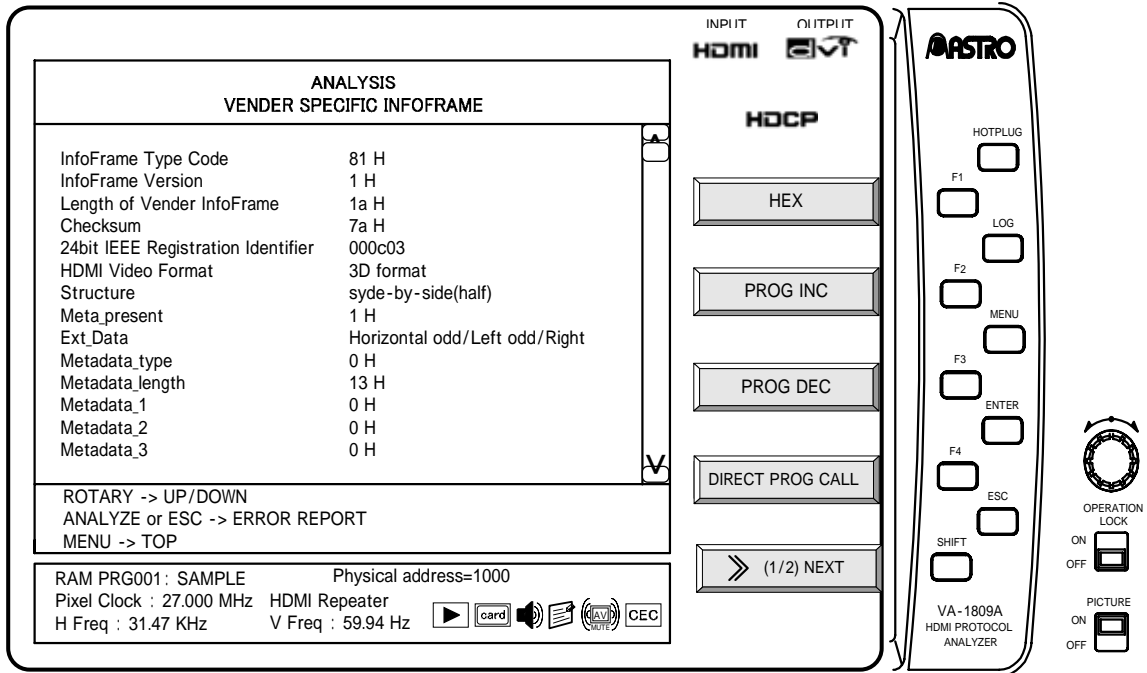 INPUT OUTPUT
HDMI DVI
ASTRO
ANALYSIS
VENDER SPECIFIC INFOFRAME
HDCP
InfoFrame Type Code 81 H
InfoFrame Version 1 H
Length of Vender InfoFrame 1a H
Checksum 7a H
24bit IEEE Registration Identifier 000c03
HDMI Video Format 3D format
Structure syde-by-side(half)
Meta_present 1 H
Ext_Data Horizontal odd/Left odd/Right
Metadata_type 0 H
Metadata_length 13 H
Metadata_1 0 H
Metadata_2 0 H
Metadata_3 0 H
ROTARY -> UP/DOWN
ANALYZE or ESC -> ERROR REPORT
MENU -> TOP
RAM PRG001: SAMPLE Physical address=1000
Pixel Clock : 27.000 MHz HDMI Repeater
H Freq : 31.47 KHz V Freq : 59.94 Hz
card
AV
MUTE
CEC
HEX
PROG INC
PROG DEC
DIRECT PROG CALL
(1/2) NEXT
HOTPLUG
F1
LOG
F2
MENU
F3
ENTER
F4
ESC
SHIFT
VA-1809A
HDMI PROTOCOL
ANALYZER
OPERATION
LOCK
ON
OFF
PICTURE
ON
OFF